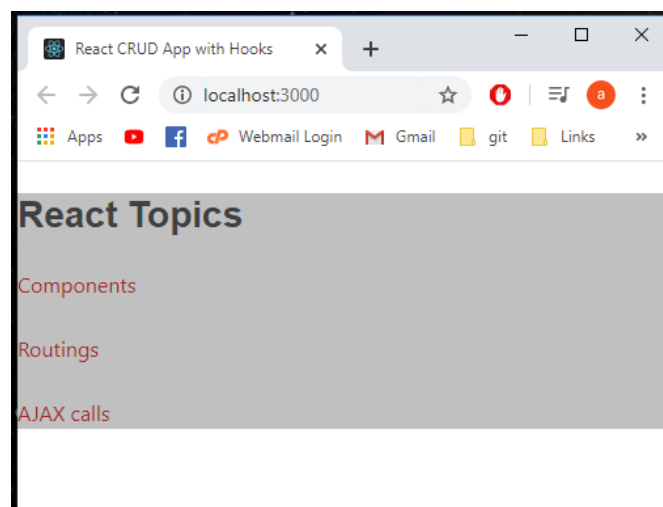 React CRUD App with Hooks
localhost:3000
a
Apps
f
cP Webmail Login
M Gmail
git
Links
»
React Topics
Components
Routings
AJAX calls